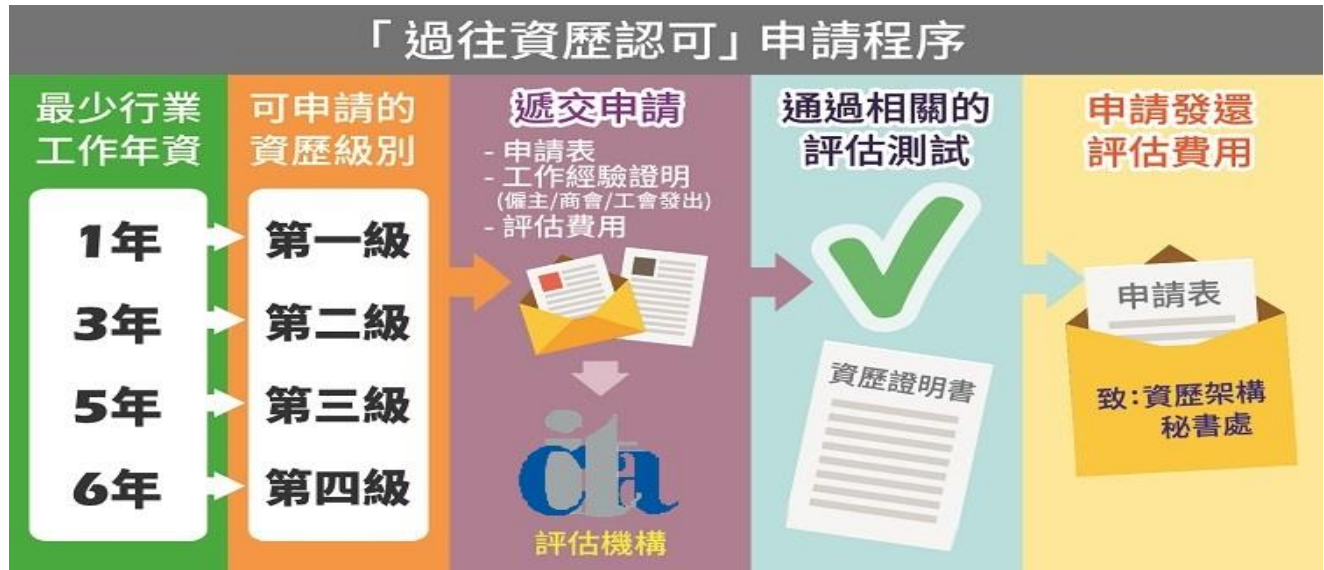 「過往資歷認可」申請程序
最少行業
工作年資
1年
3年
5年
6年
可申請的
資歷級別
第一級
第二級
第三級
第四級
遞交申請
- 申請表
- 工作經驗證明
(僱主/商會/工會發出)
- 評估費用
cita
評估機構
通過相關的
評估測試
資歷證明書
申請發還
評估費用
申請表
致:資歷架構
秘書處